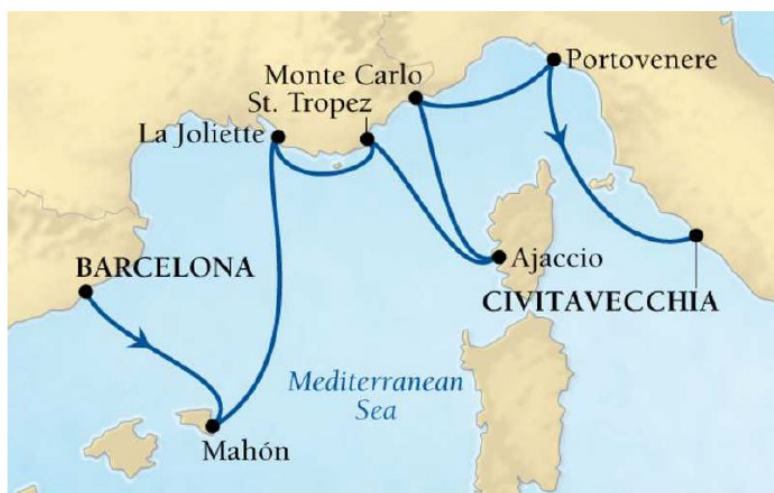 Portovenere
Monte Carlo
St. Tropez
La Joliette
BARCELONA
Ajaccio
CIVITAVECCHIA
Mediterranean
Sea
Mahón